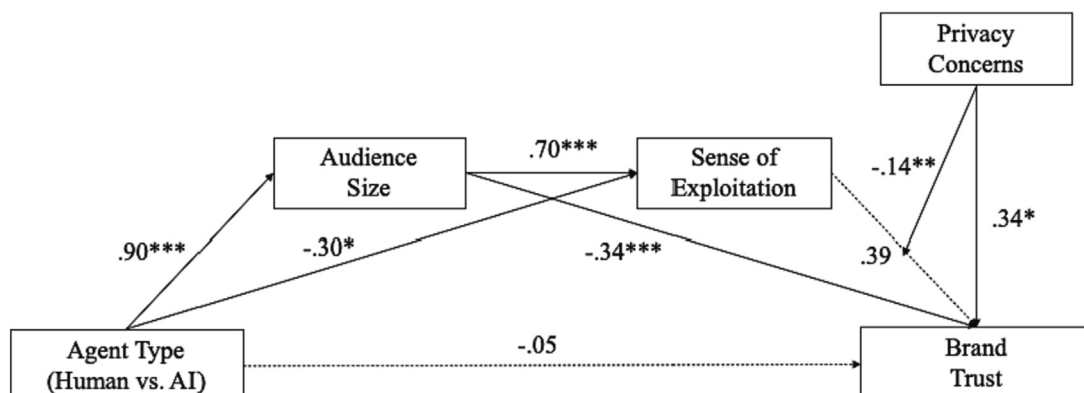 Privacy
Concerns
Audience
Size
.70***
Sense of
Exploitation
-.14**
.34*
.90***
-.30*
-.34***
.39
Agent Type
(Human vs. AI)
-.05
Brand
Trust